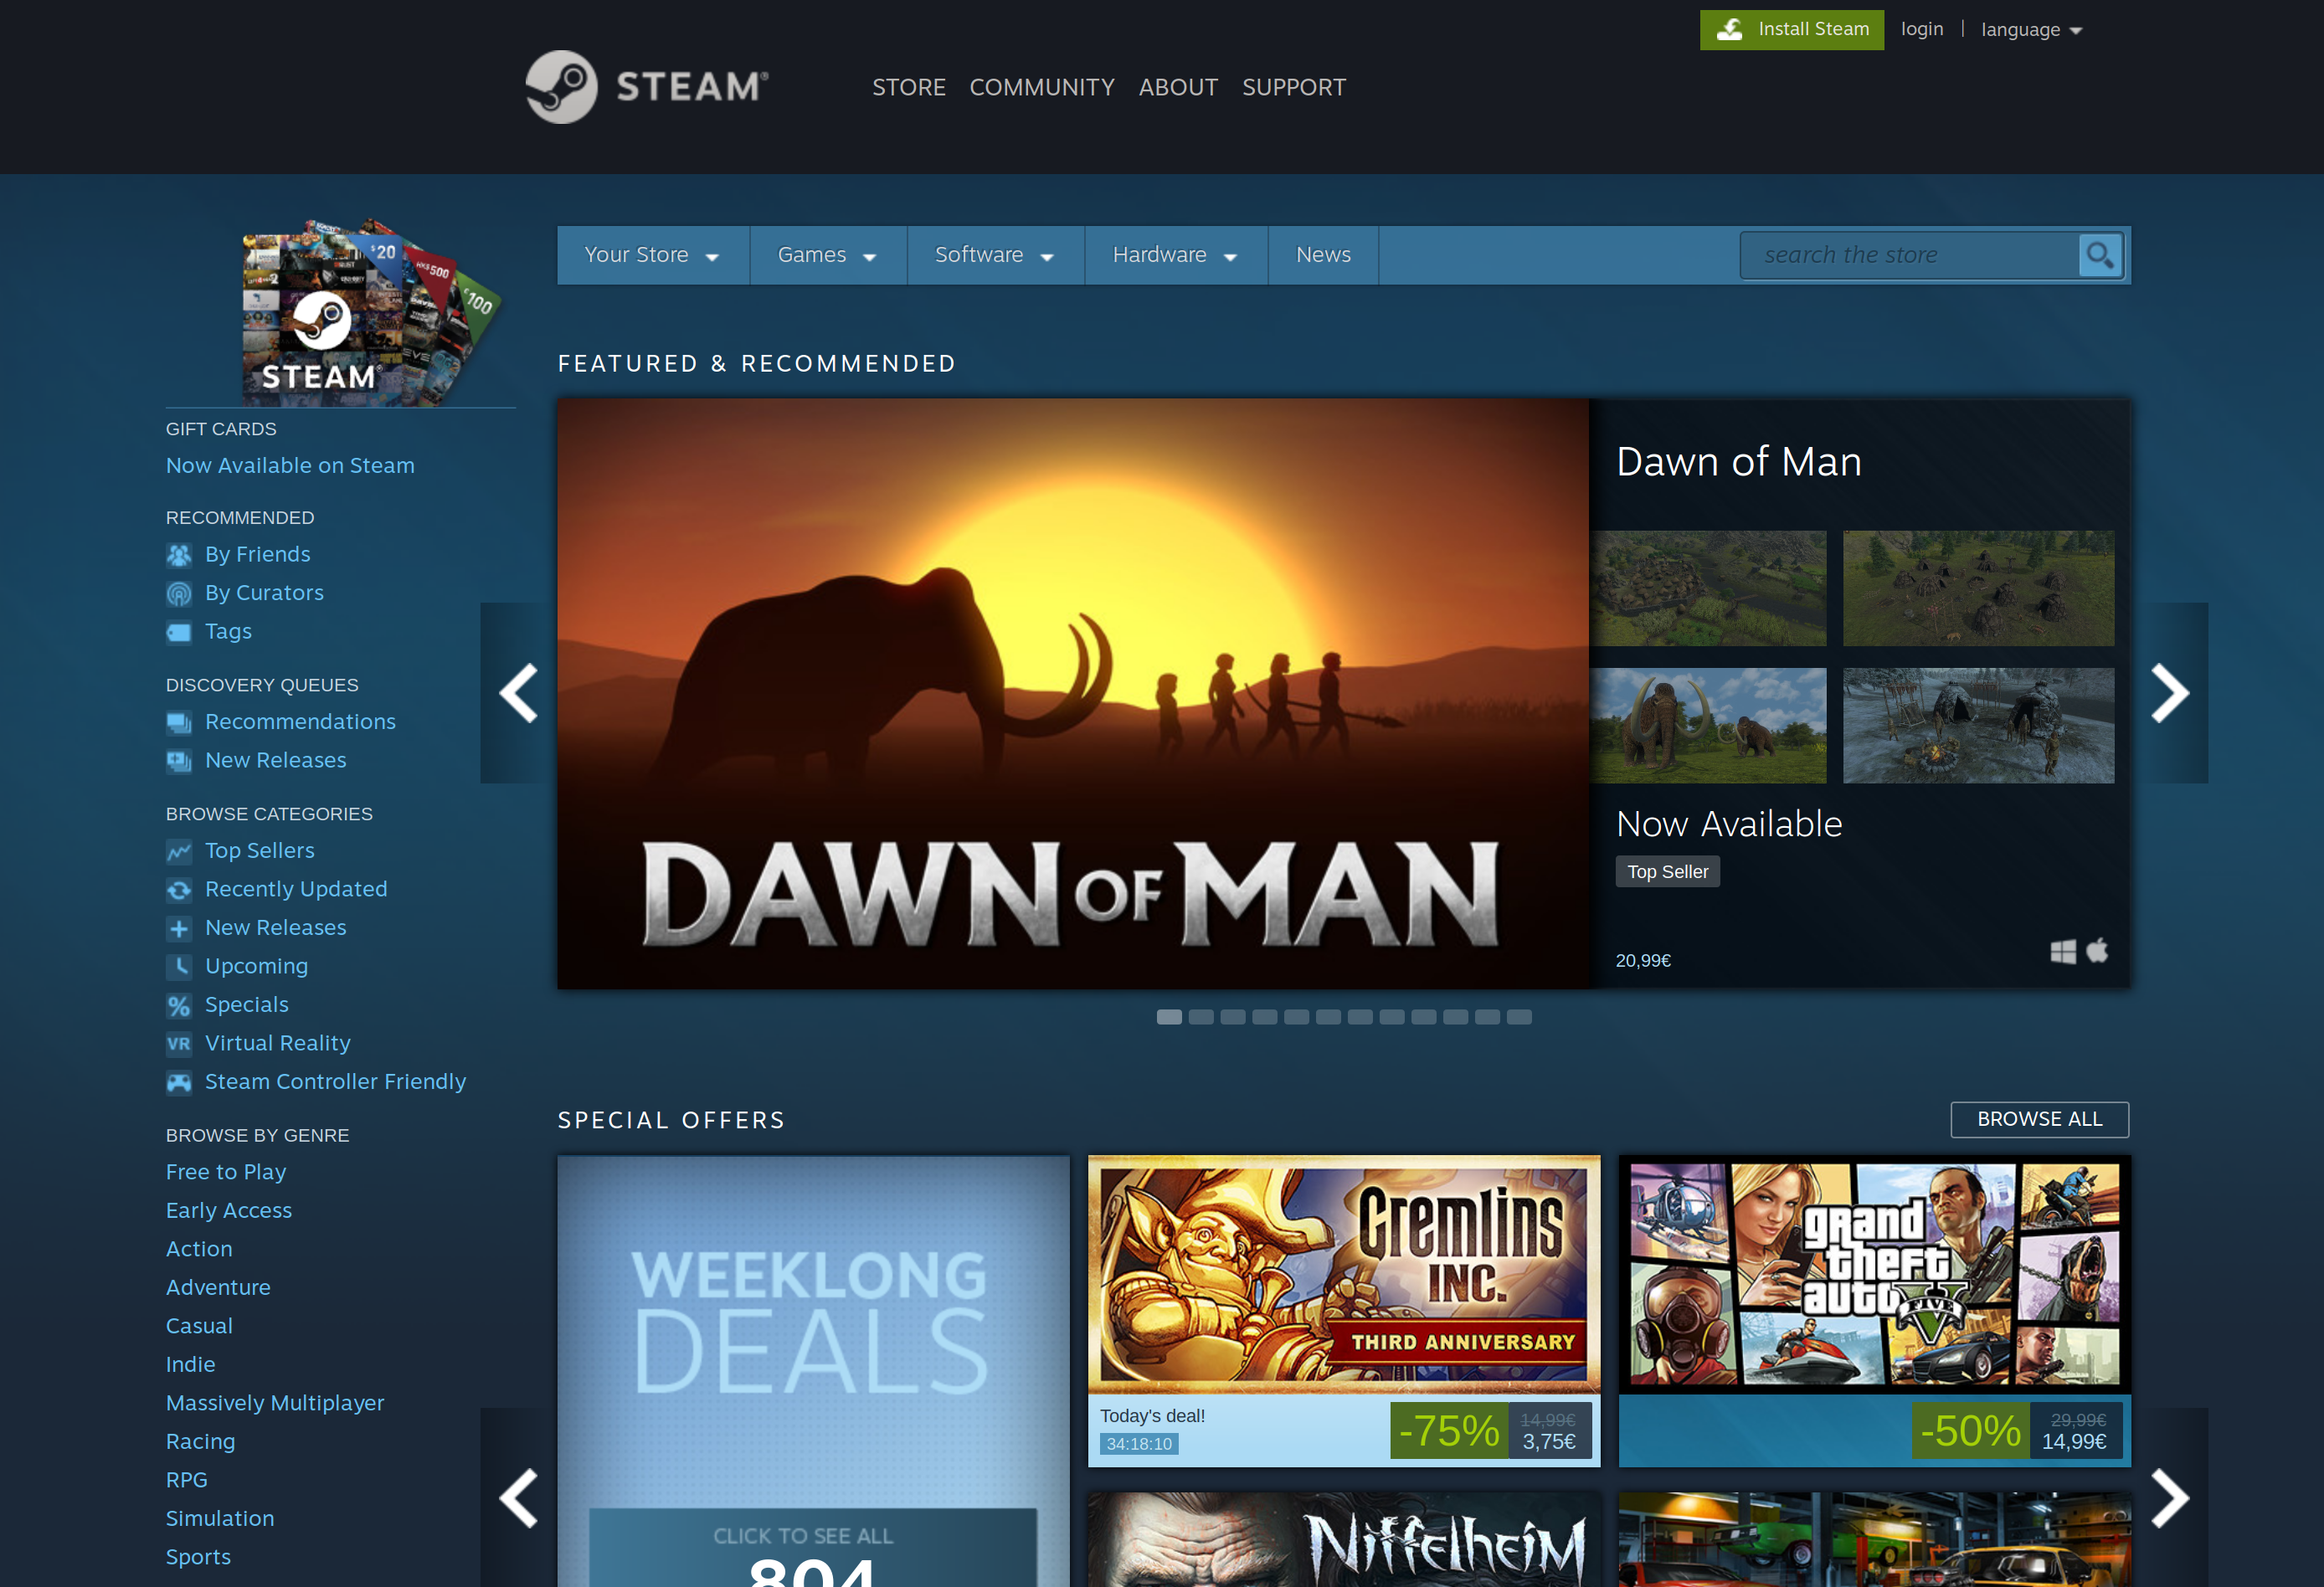 Install Steam
login
language
STEAM®
STORE
COMMUNITY
ABOUT
SUPPORT
$20
HK$500
€100
STEAM®
Your Store
Games
Software
Hardware
News
search the store
GIFT CARDS
Now Available on Steam
RECOMMENDED
By Friends
By Curators
Tags
DISCOVERY QUEUES
Recommendations
New Releases
BROWSE CATEGORIES
Top Sellers
Recently Updated
New Releases
Upcoming
Specials
VR
Virtual Reality
Steam Controller Friendly
BROWSE BY GENRE
Free to Play
Early Access
Action
Adventure
Casual
Indie
Massively Multiplayer
Racing
RPG
Simulation
Sports
FEATURED & RECOMMENDED
DAWN OF MAN
Dawn of Man
Now Available
Top Seller
20,99€
SPECIAL OFFERS
BROWSE ALL
WEEKLONG
DEALS
CLICK TO SEE ALL
804
Gremlins
INC.
THIRD ANNIVERSARY
Today's deal!
34:18:10
-75%
14,99€
3,75€
grand
theft
auto
V
FIVE
-50%
29,99€
14,99€
Niffelheim